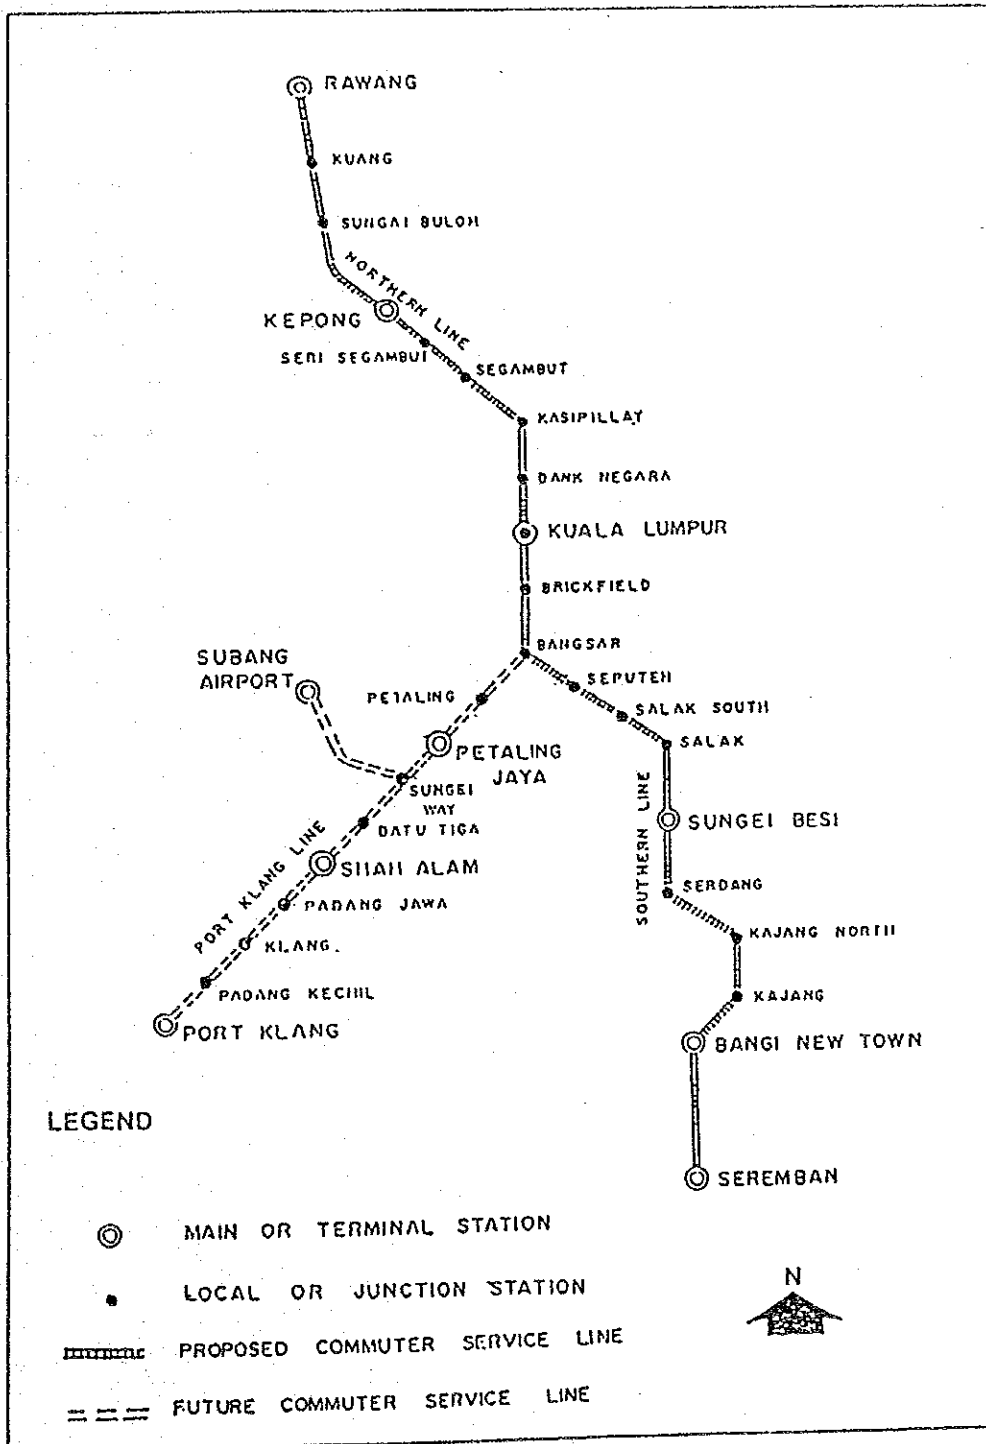 RAWANG
KUANG
SUNGAI BULOH
NORTHERN LINE
KEPONG
SERI SEGAMBUT
SEGAMBUT
KASIPILLAY
BANK NEGARA
KUALA LUMPUR
BRICKFIELD
BANGSAR
SUBANG
AIRPORT
PETALING
SEPUTEH
SALAK SOUTH
SALAK
PETALING
JAYA
SUNGEI
WAY
BATU TIGA
SOUTHERN LINE
SUNGEI BESI
PORT KLANG LINE
SHAH ALAM
SERDANG
PADANG JAWA
KAJANG NORTH
KLANG
PADANG KECHIL
KAJANG
PORT KLANG
BANGI NEW TOWN
SEREMBAN
LEGEND
MAIN OR TERMINAL STATION
LOCAL OR JUNCTION STATION
PROPOSED COMMUTER SERVICE LINE
FUTURE COMMUTER SERVICE LINE
N